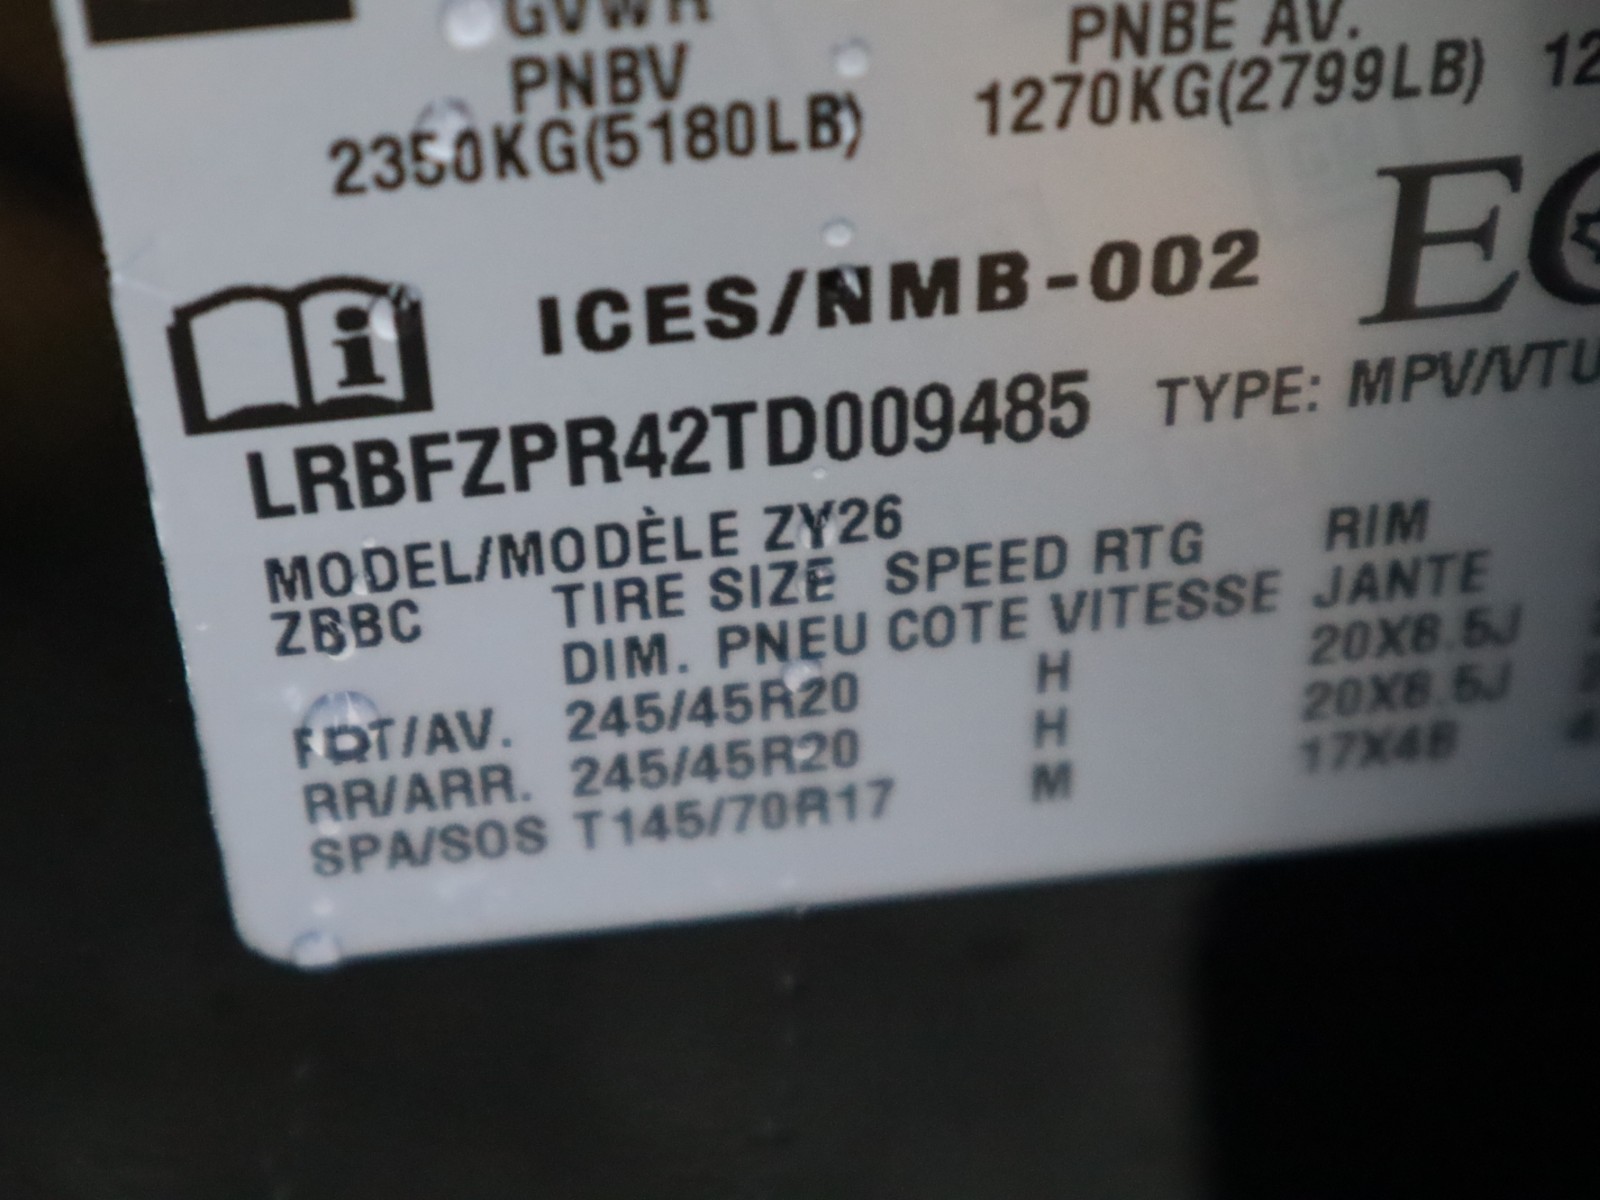 GVWR
PNBE AV.
PNBV
2350KG(5180LB) 1270KG(2799LB)
ICES/NMB-002
LRBFZPR42TD009485 TYPE: MPV/VTU
MODEL/MODÈLE ZY26
ZBBC TIRE SIZE SPEED RTG RIM
DIM. PNEU COTE VITESSE JANTE
FRT/AV. 245/45R20 H 20X8.5J
RR/ARR. 245/45R20 H 20X8.5J
SPA/SOS T145/70R17 M 17X4B